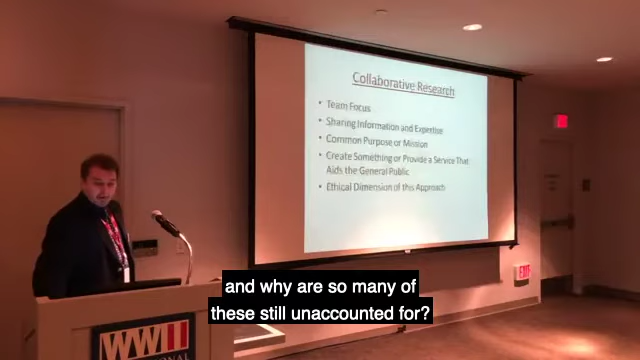 Collaborative Research
• Team Focus
• Sharing Information and Expertise
• Common Purpose or Mission
• Create Something or Provide a Service That
Aids the General Public
• Ethical Dimension of this Approach
EXIT
and why are so many of
these still unaccounted for?
WWII
NATIONAL